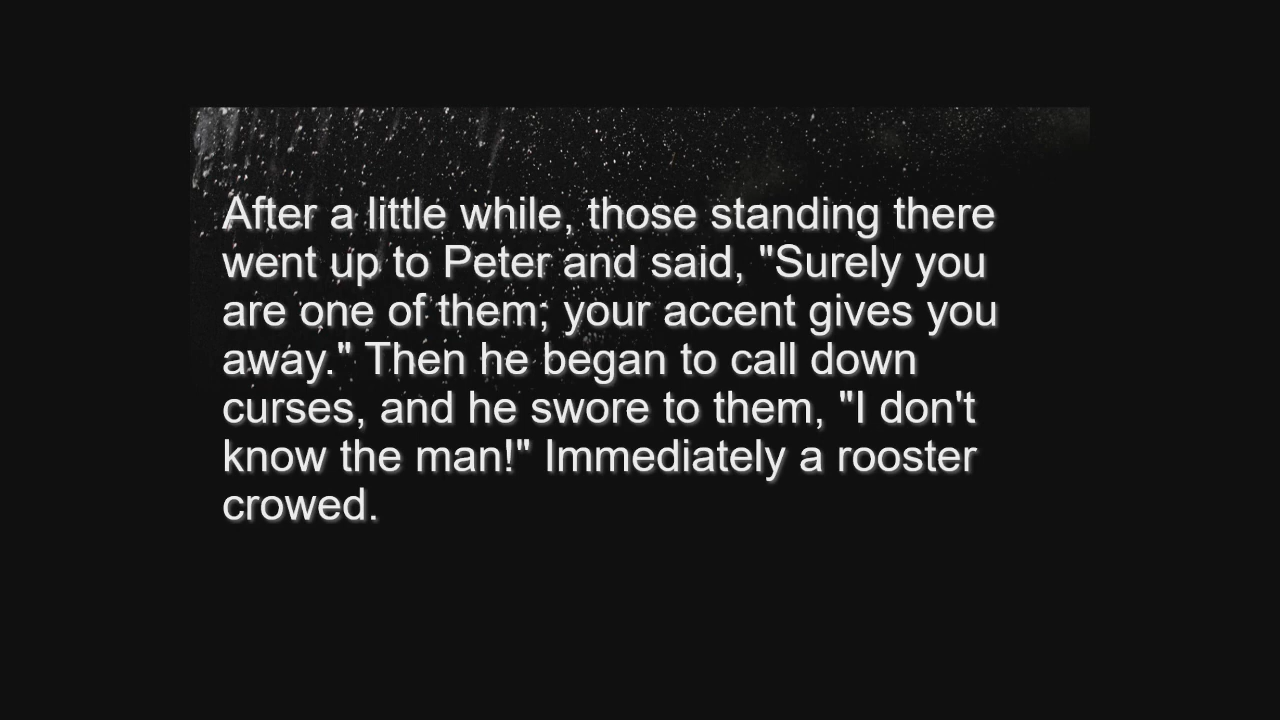 After a little while, those standing there
went up to Peter and said, "Surely you
are one of them; your accent gives you
away." Then he began to call down
curses, and he swore to them, "I don't
know the man!" Immediately a rooster
crowed.